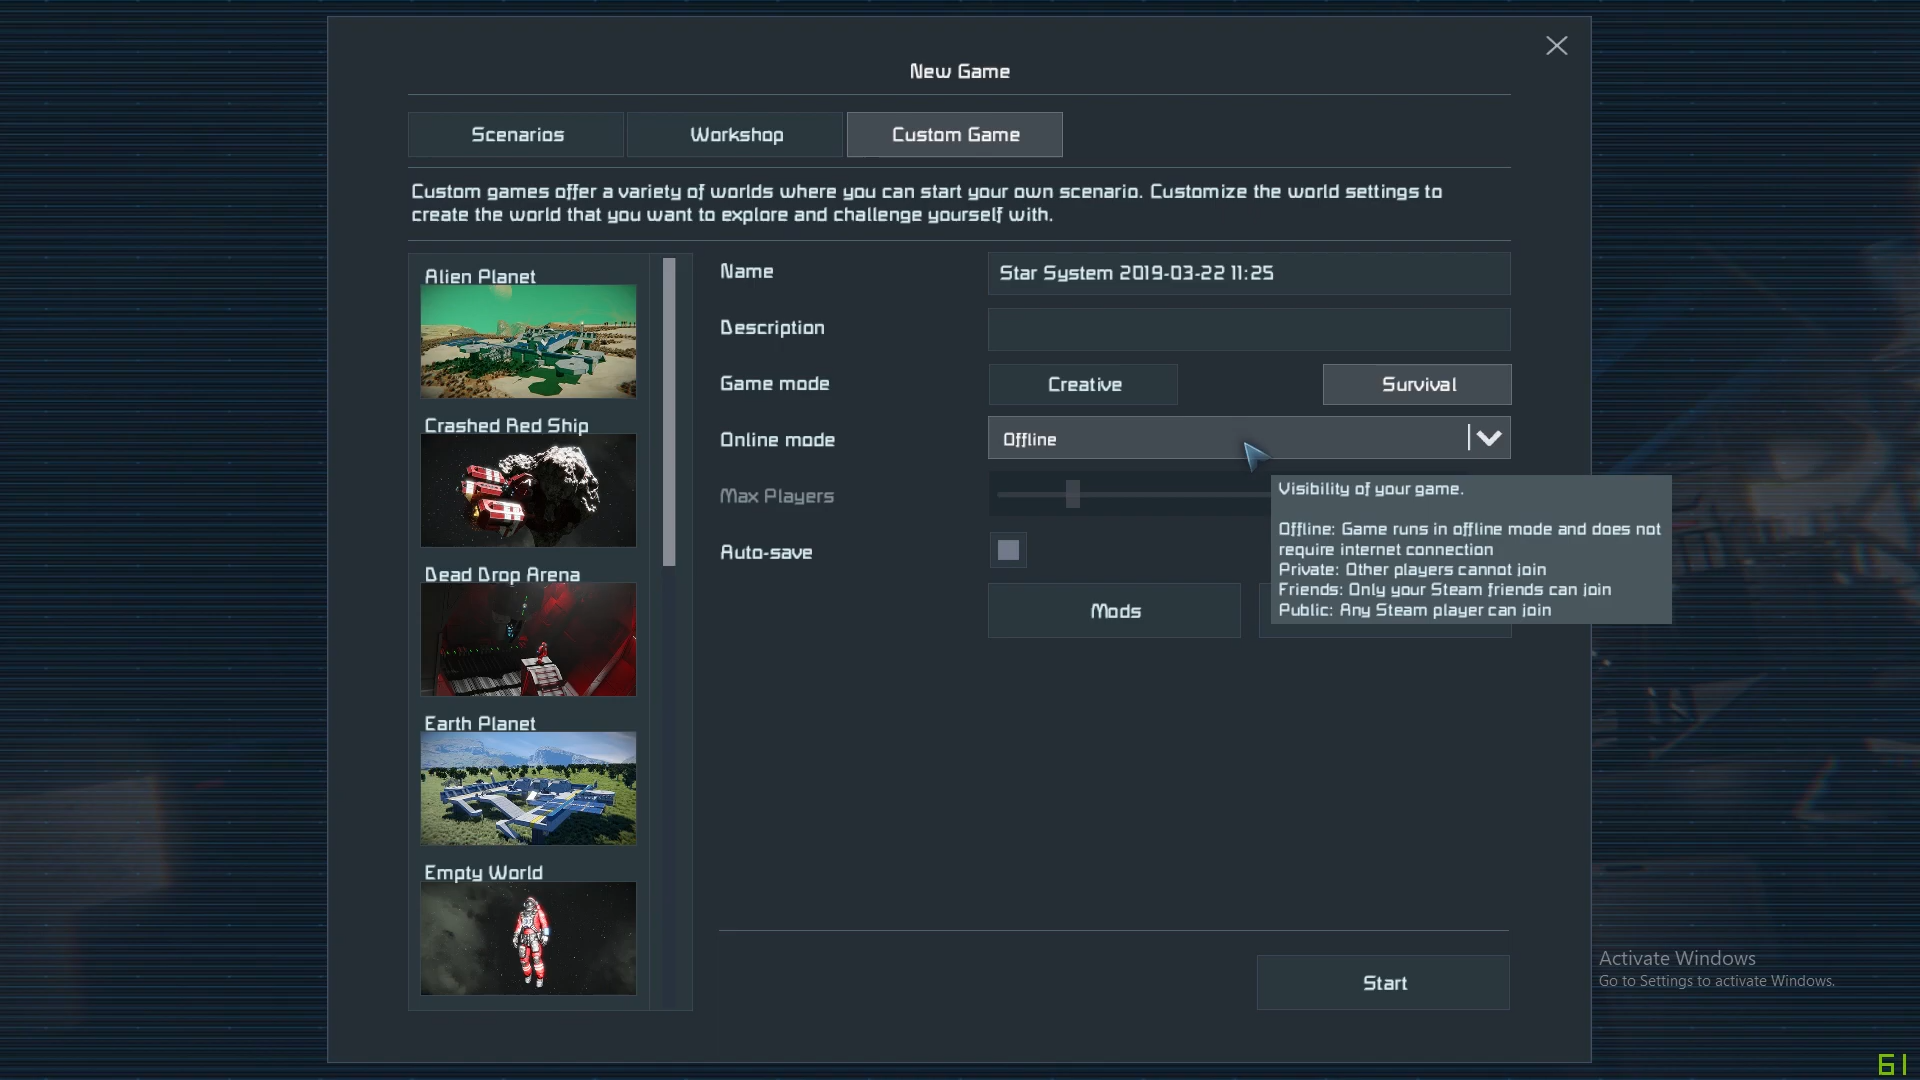 New Game
Scenarios
Workshop
Custom Game
Custom games offer a variety of worlds where you can start your own scenario. Customize the world settings to
create the world that you want to explore and challenge yourself with.
Alien Planet
Crashed Red Ship
Dead Drop Arena
Earth Planet
Empty World
Name
Star System 2019-03-22 11:25
Description
Game mode
Creative
Survival
Online mode
Offline
Max Players
Auto-save
Mods
Visibility of your game.
Offline: Game runs in offline mode and does not
require internet connection
Private: Other players cannot join
Friends: Only your Steam friends can join
Public: Any Steam player can join
Start
Activate Windows
Go to Settings to activate Windows.
61